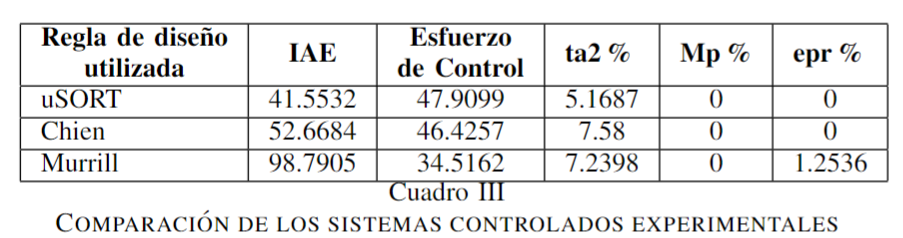 Regla de diseño utilizada | IAE | Esfuerzo de Control | ta2 % | Mp % | epr %
uSORT | 41.5532 | 47.9099 | 5.1687 | 0 | 0
Chien | 52.6684 | 46.4257 | 7.58 | 0 | 0
Murrill | 98.7905 | 34.5162 | 7.2398 | 0 | 1.2536
Cuadro III
COMPARACIÓN DE LOS SISTEMAS CONTROLADOS EXPERIMENTALES